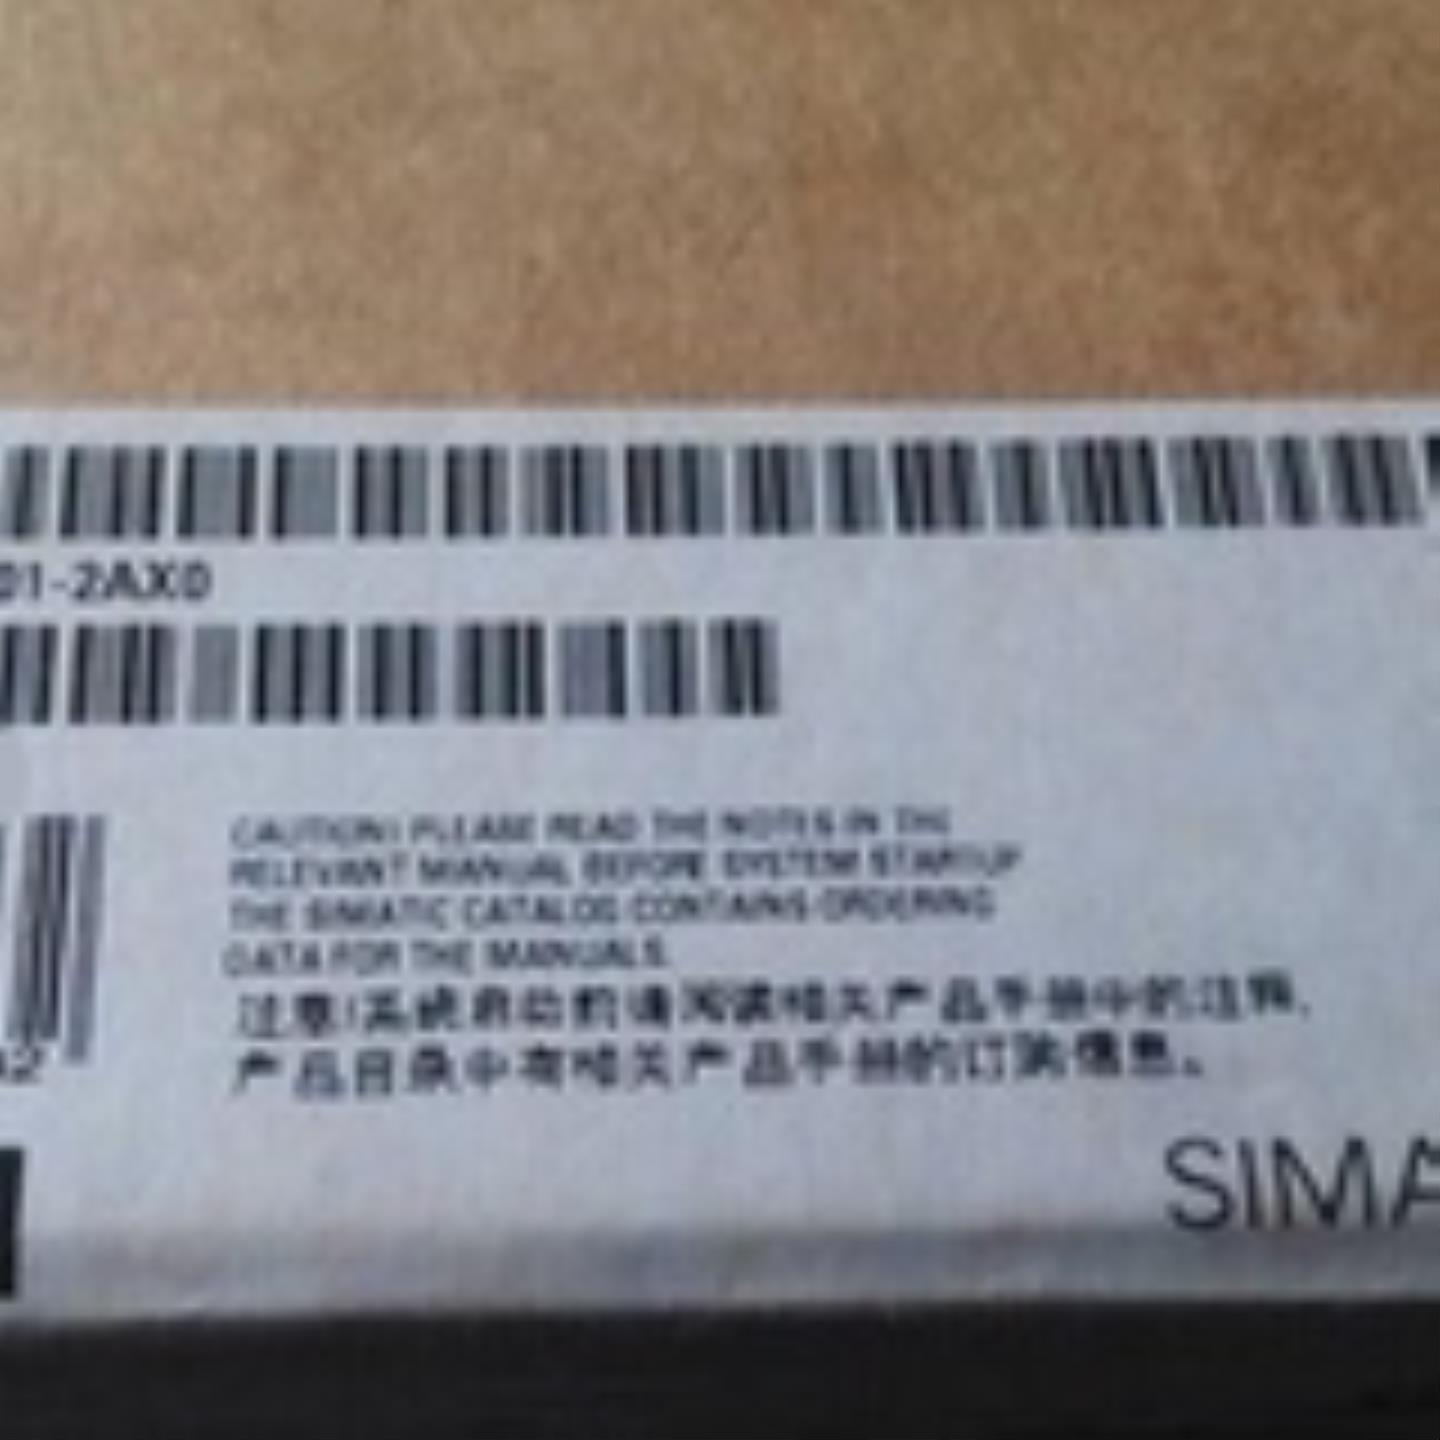 01-2AX0
CAUTION! PLEASE READ THE NOTES IN THE
RELEVANT MANUAL BEFORE SYSTEM STARTUP
THE SIMATIC CATALOG CONTAINS ORDERING
DATA FOR THE MANUALS.
注意!系统启动前请阅读相关产品手册中的注释.
2
产品目录中有相关产品手册的订购信息。
SIMA